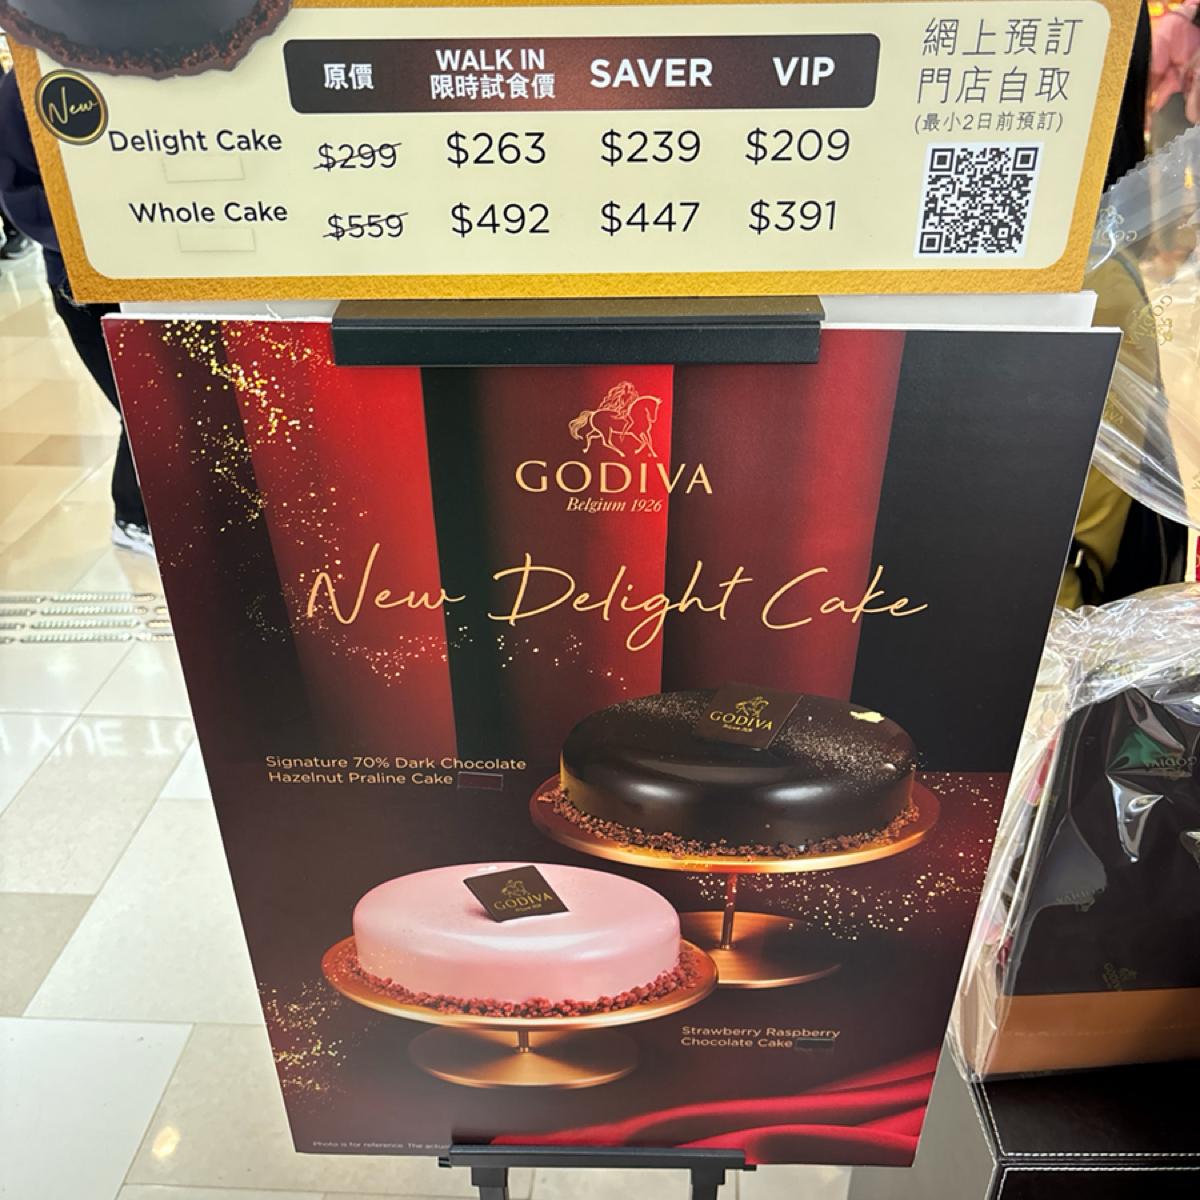 New
原價
WALK IN
限時試食價
SAVER
VIP
Delight Cake
$299
$263
$239
$209
Whole Cake
$559
$492
$447
$391
網上預訂
門店自取
(最小2日前預訂)
GODIVA
Belgium 1926
New Delight Cake
GODIVA
Signature 70% Dark Chocolate
Hazelnut Praline Cake
GODIVA
Strawberry Raspberry
Chocolate Cake
Photo is for reference. The actual